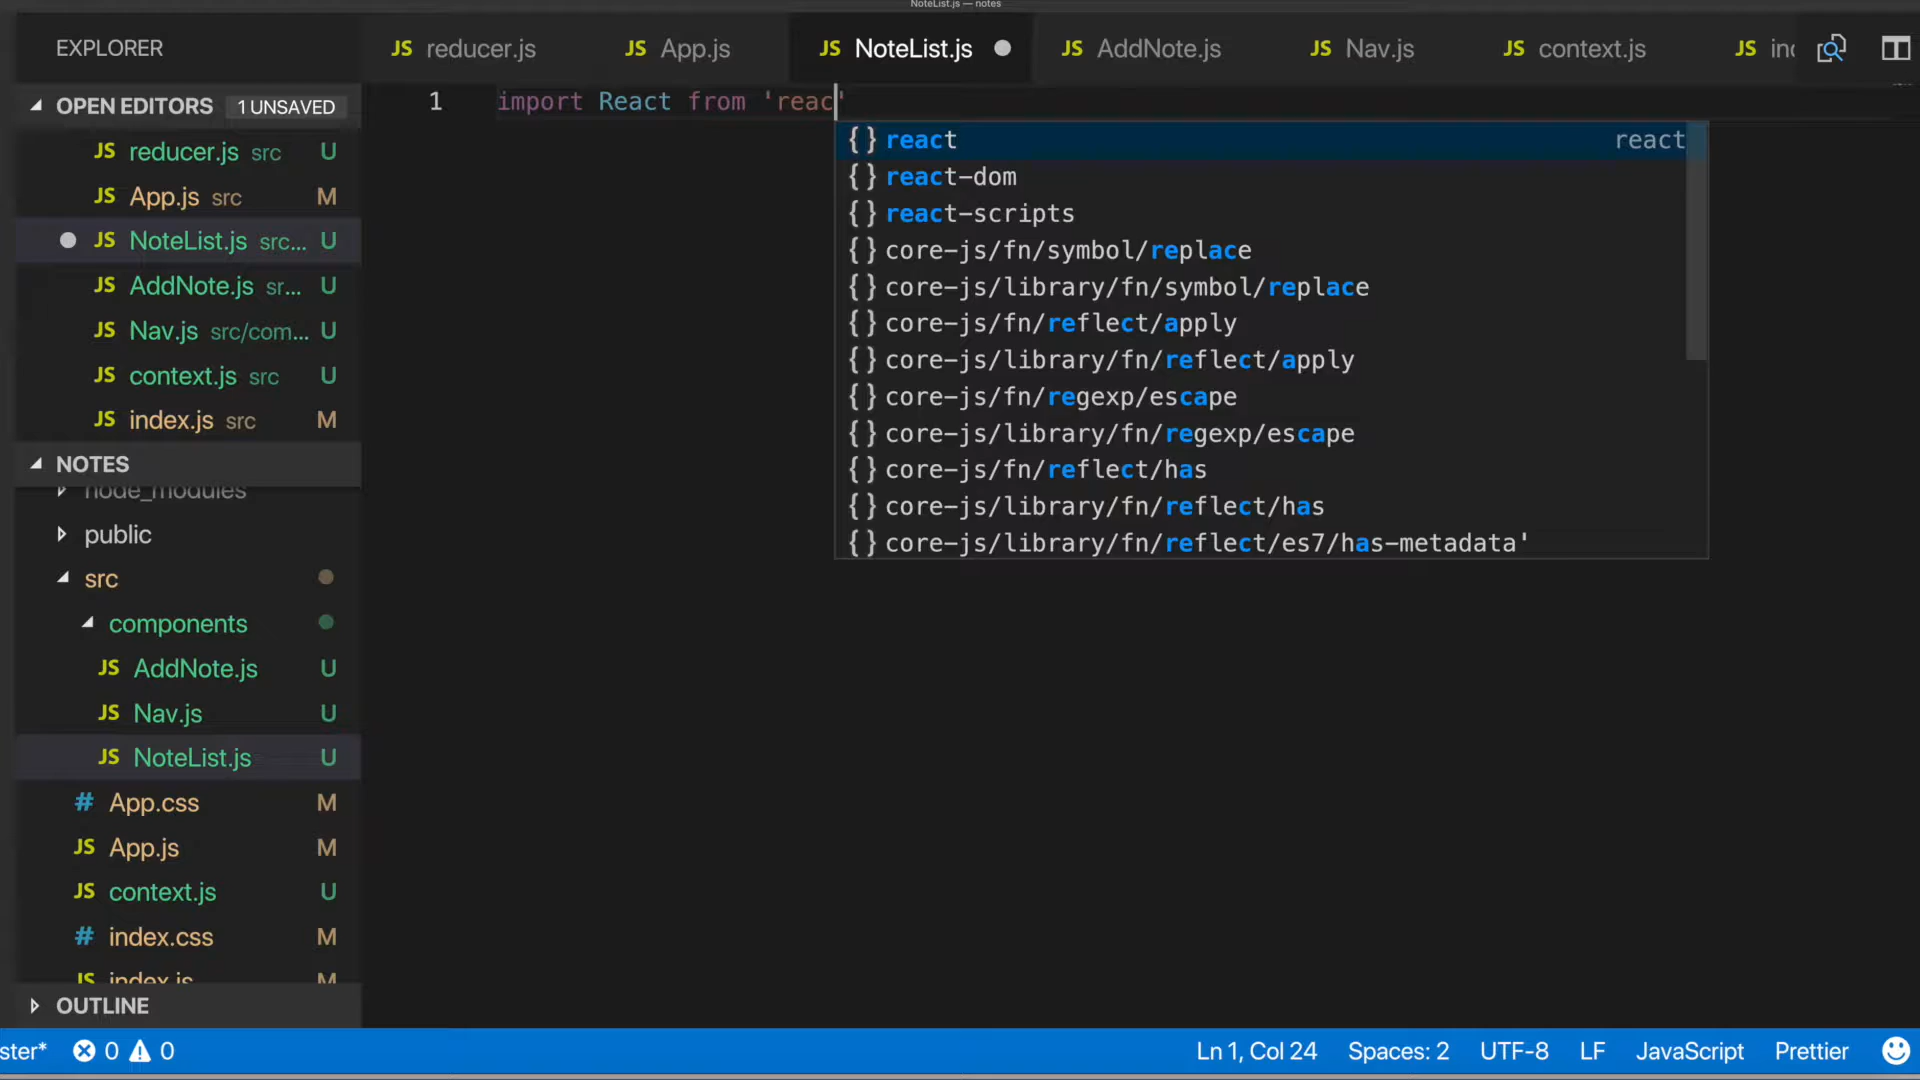 NoteList.js — notes
EXPLORER
JS reducer.js
JS App.js
JS NoteList.js
JS AddNote.js
JS Nav.js
JS context.js
JS
OPEN EDITORS 1 UNSAVED
JS reducer.js src U
JS App.js src M
JS NoteList.js src... U
JS AddNote.js sr... U
JS Nav.js src/com... U
JS context.js src U
JS index.js src M
NOTES
node_modules
public
src
components
JS AddNote.js U
JS Nav.js U
JS NoteList.js U
# App.css M
JS App.js M
JS context.js U
# index.css M
JS index.js M
OUTLINE
1 import React from 'reac'
{} react react
{} react-dom
{} react-scripts
{} core-js/fn/symbol/replace
{} core-js/library/fn/symbol/replace
{} core-js/fn/reflect/apply
{} core-js/library/fn/reflect/apply
{} core-js/fn/regexp/escape
{} core-js/library/fn/regexp/escape
{} core-js/fn/reflect/has
{} core-js/library/fn/reflect/has
{} core-js/library/fn/reflect/es7/has-metadata'
ster* 0 0 Ln 1, Col 24 Spaces: 2 UTF-8 LF JavaScript Prettier